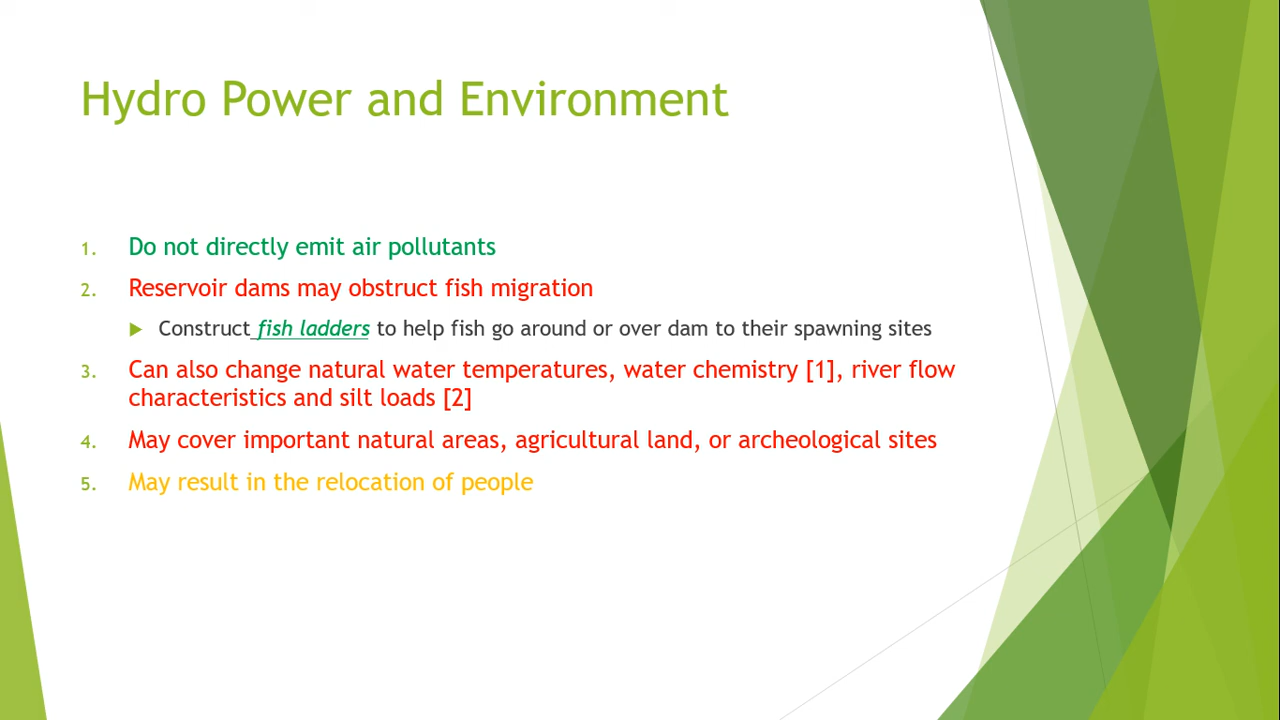 Hydro Power and Environment
1. Do not directly emit air pollutants
2. Reservoir dams may obstruct fish migration
Construct fish ladders to help fish go around or over dam to their spawning sites
3. Can also change natural water temperatures, water chemistry [1], river flow
characteristics and silt loads [2]
4. May cover important natural areas, agricultural land, or archeological sites
5. May result in the relocation of people